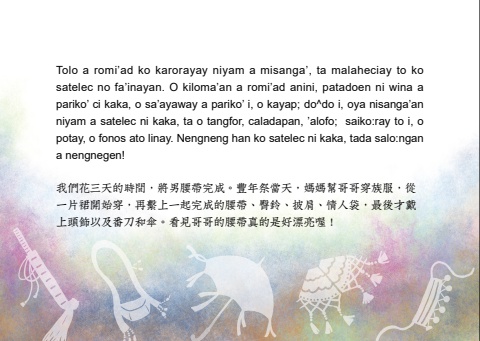 Tolo a romi’ad ko karorayay niyam a misanga’, ta malaheciay to ko
satelec no fa’inayan. O kiloma’an a romi’ad anini, patadoen ni wina a
pariko’ ci kaka, o sa’ayaway a pariko’ i, o kayap; do^do i, oya nisanga’an
niyam a satelec ni kaka, ta o tangfor, caladapan, ’alofo;  saiko:ray to i, o
potay, o fonos ato linay. Nengneng han ko satelec ni kaka, tada salo:ngan
a nengnegen!
我們花三天的時間，將男腰帶完成。豐年祭當天，媽媽幫哥哥穿族服，從
一片裙開始穿，再繫上一起完成的腰帶、臀鈴、披肩、情人袋，最後才戴
上頭飾以及番刀和傘。看見哥哥的腰帶真的是好漂亮喔！